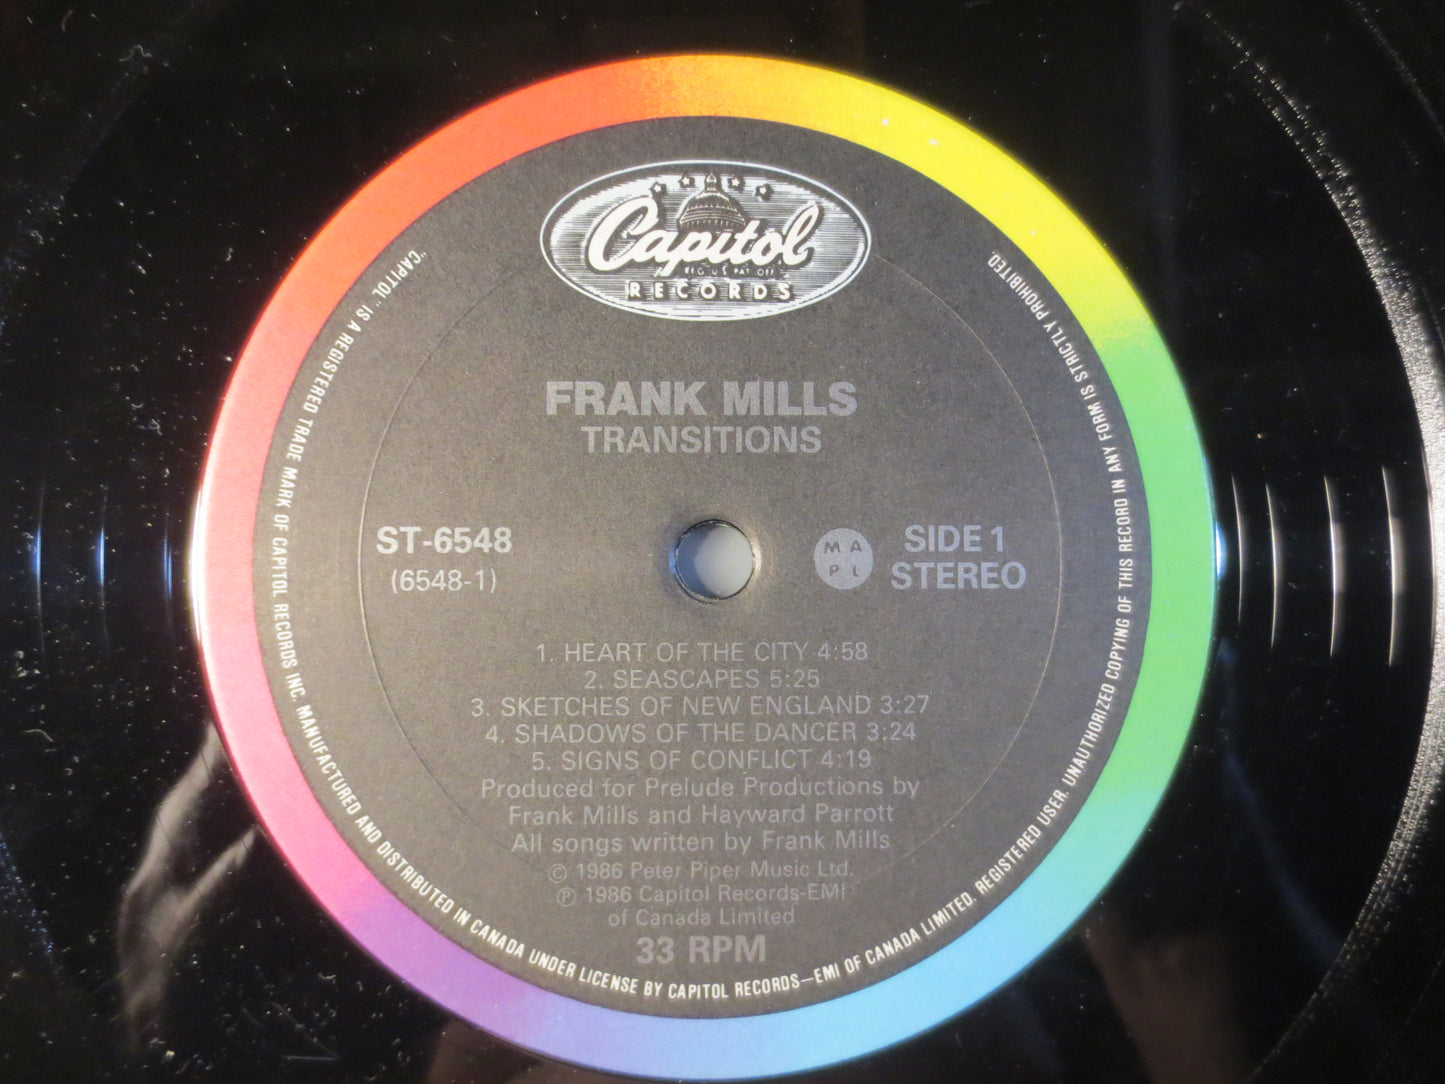 Capitol
REG. U.S. PAT. OFF.
RECORDS
FRANK MILLS
TRANSITIONS
ST-6548
(6548-1)
MAPL
SIDE 1
STEREO
1. HEART OF THE CITY 4:58
2. SEASCAPES 5:25
3. SKETCHES OF NEW ENGLAND 3:27
4. SHADOWS OF THE DANCER 3:24
5. SIGNS OF CONFLICT 4:19
Produced for Prelude Productions by
Frank Mills and Hayward Parrott
All songs written by Frank Mills
© 1986 Peter Piper Music Ltd.
℗ 1986 Capitol Records-EMI
of Canada Limited
33 RPM
"CAPITOL" IS A REGISTERED TRADE MARK OF CAPITOL RECORDS INC. MANUFACTURED AND DISTRIBUTED IN CANADA UNDER LICENSE BY CAPITOL RECORDS—EMI OF CANADA LIMITED. REGISTERED USER. UNAUTHORIZED COPYING OF THIS RECORD IN ANY FORM IS STRICTLY PROHIBITED